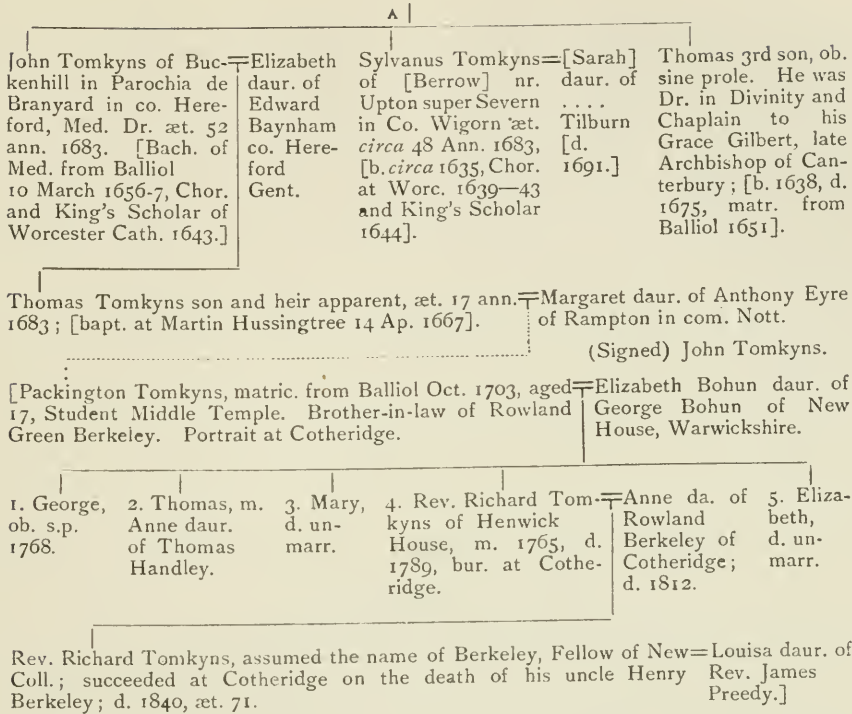 A
John Tomkyns of Buc-
kenhill in Parochia de
Branyard in co. Here-
ford, Med. Dr. æt. 52
ann. 1683. [Bach. of
Med. from Balliol
10 March 1656-7, Chor.
and King's Scholar of
Worcester Cath. 1643.]
Elizabeth
daur. of
Edward
Baynham
co. Here-
ford
Gent.
Sylvanus Tomkyns=[Sarah]
of [Berrow] nr. daur. of
Upton super Severn ....
in Co. Wigorn æt. Tilburn
circa 48 Ann. 1683, [d.
[b. circa 1635, Chor. 1691.]
at Worc. 1639—43
and King's Scholar
1644].
Thomas 3rd son, ob.
sine prole. He was
Dr. in Divinity and
Chaplain to his
Grace Gilbert, late
Archbishop of Can-
terbury; [b. 1638, d.
1675, matr. from
Balliol 1651].
Thomas Tomkyns son and heir apparent, æt. 17 ann.
1683; [bapt. at Martin Hussingtree 14 Ap. 1667].
Margaret daur. of Anthony Eyre
of Rampton in com. Nott.
(Signed) John Tomkyns.
[Packington Tomkyns, matric. from Balliol Oct. 1703, aged
17, Student Middle Temple. Brother-in-law of Rowland
Green Berkeley. Portrait at Cotheridge.
Elizabeth Bohun daur. of
George Bohun of New
House, Warwickshire.
1. George,
ob. s.p.
1768.
2. Thomas, m.
Anne daur.
of Thomas
Handley.
3. Mary,
d. un-
marr.
4. Rev. Richard Tom-
kyns of Henwick
House, m. 1765, d.
1789, bur. at Cothe-
ridge.
Anne da. of
Rowland
Berkeley of
Cotheridge;
d. 1812.
5. Eliza-
beth,
d. un-
marr.
Rev. Richard Tomkyns, assumed the name of Berkeley, Fellow of New=
Coll.; succeeded at Cotheridge on the death of his uncle Henry
Berkeley; d. 1840, æt. 71.
Louisa daur. of
Rev. James
Preedy.]